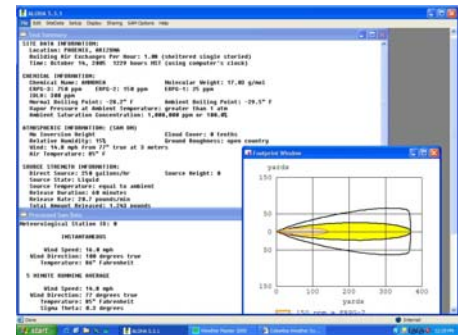 ALOHA 5.3.1
File Edit SiteData Setup Display Sharing Help
Text Summary
SITE DATA INFORMATION:
Location: PHOENIX, ARIZONA
Building Air Exchanges Per Hour: 1.00 (sheltered single storied)
Time: October 14, 2005 1229 hours MST (using computer's clock)
CHEMICAL INFORMATION:
Chemical Name: AMMONIA Molecular Weight: 17.03 g/mol
ERPG-3: 750 ppm ERPG-2: 150 ppm ERPG-1: 25 ppm
IDLH: 300 ppm
Normal Boiling Point: -28.2° F Ambient Boiling Point: -29.5° F
Vapor Pressure at Ambient Temperature: greater than 1 atm
Ambient Saturation Concentration: 1,000,000 ppm or 100.0%
ATMOSPHERIC INFORMATION: (SAM ON)
No Inversion Height Cloud Cover: 0 tenths
Relative Humidity: 15% Ground Roughness: open country
Wind: 14.0 mph from 77° true at 3 meters
Air Temperature: 85° F
SOURCE STRENGTH INFORMATION:
Direct Source: 250 gallons/hr Source Height: 0
Source State: Liquid
Source Temperature: equal to ambient
Release Duration: 60 minutes
Release Rate: 20.7 pounds/min
Total Amount Released: 1,243 pounds
Footprint Window
yards
150
50
0
50
150
0 100 200 300 400
yards
Processed Sam Data
Meteorological Station ID: 0
INSTANTANEOUS
Wind Speed: 16.0 mph
Wind Direction: 100 degrees true
Temperature: 86° Fahrenheit
5 MINUTE RUNNING AVERAGE
Wind Speed: 14.0 mph
Wind Direction: 77 degrees true
Temperature: 85° Fahrenheit
Sigma Theta: 8.3 degrees
Done
Internet
start
ALOHA 5.3.1